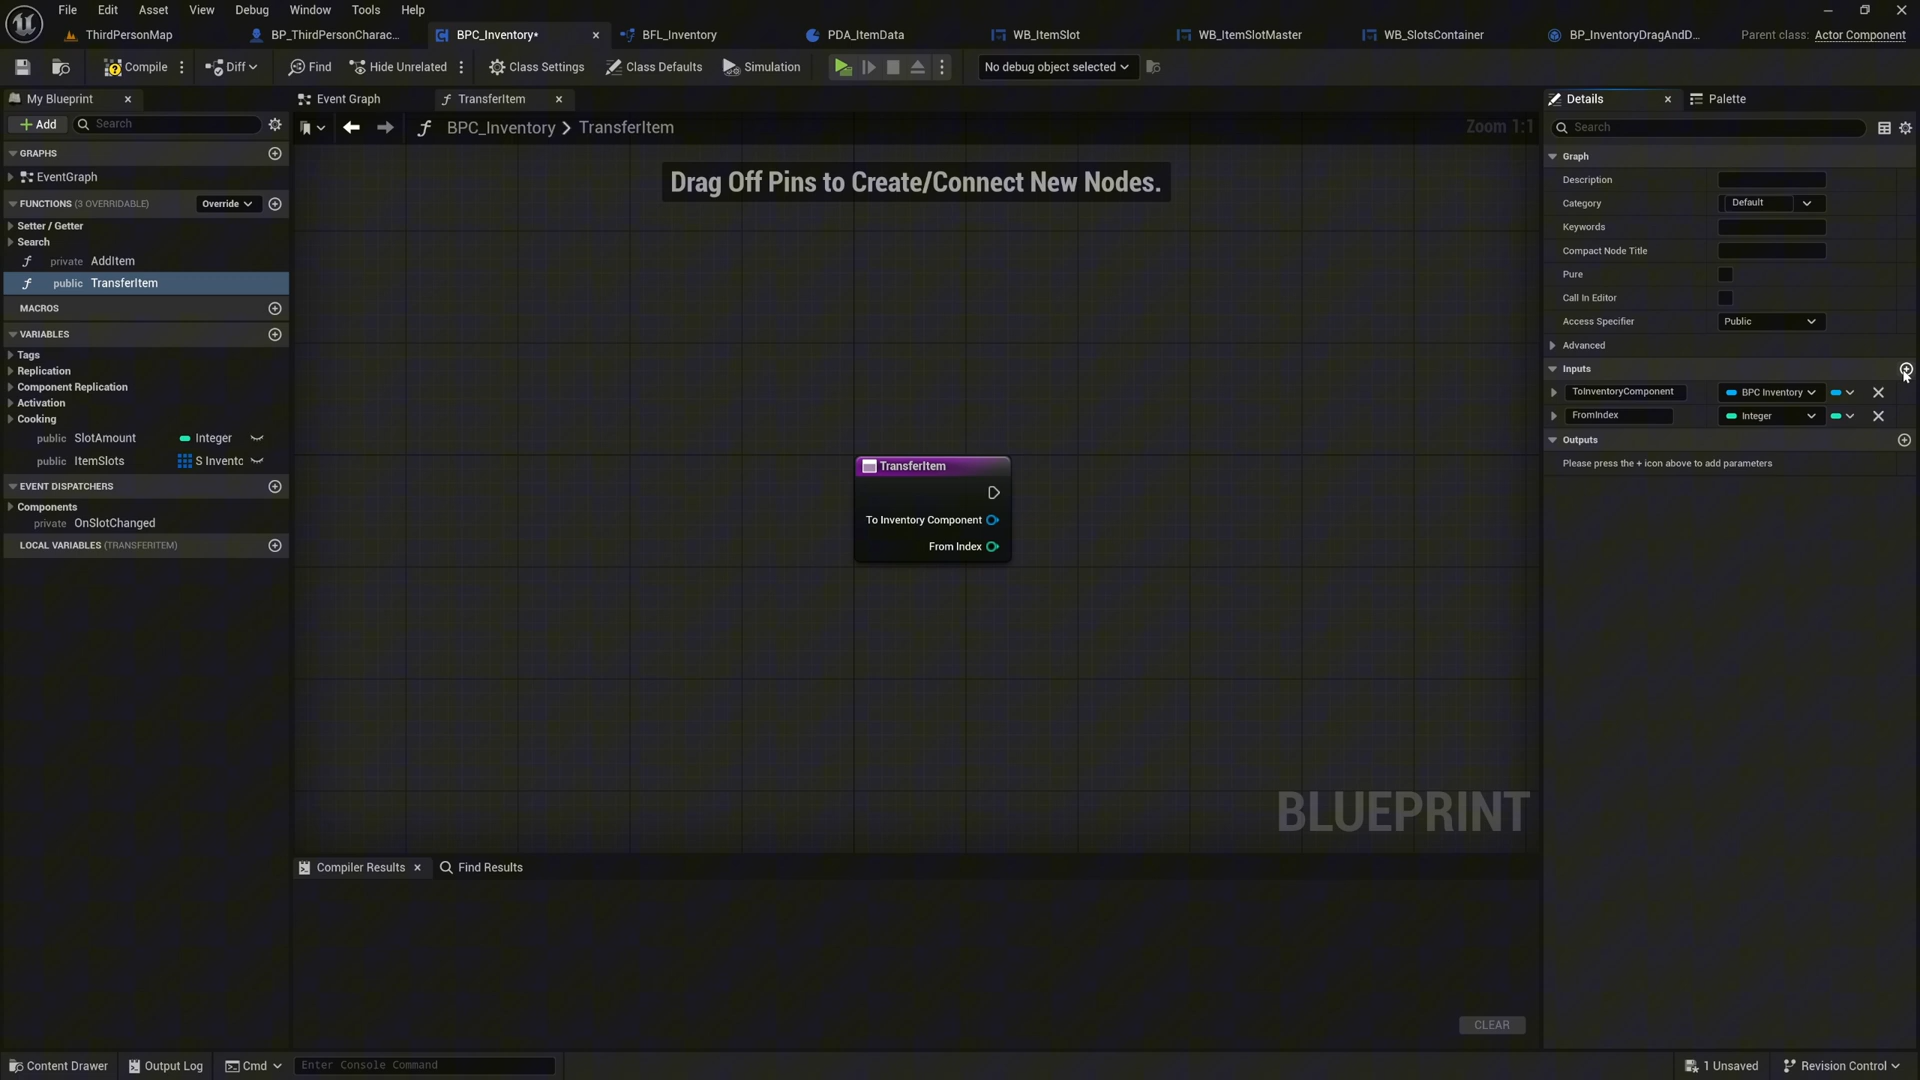 File Edit Asset View Debug Window Tools Help
ThirdPersonMap BP_ThirdPersonCharac... BPC_Inventory* BFL_Inventory PDA_ItemData WB_ItemSlot WB_ItemSlotMaster WB_SlotsContainer BP_InventoryDragAndD... Parent class: Actor Component
Compile Diff Find Hide Unrelated Class Settings Class Defaults Simulation No debug object selected
My Blueprint Event Graph TransferItem Details Palette
Add Search BPC_Inventory > TransferItem Zoom 1:1 Search
GRAPHS
EventGraph
FUNCTIONS (3 OVERRIDABLE) Override
Setter / Getter
Search
private AddItem
public TransferItem
MACROS
VARIABLES
Tags
Replication
Component Replication
Activation
Cooking
public SlotAmount Integer
public ItemSlots S Invento
EVENT DISPATCHERS
Components
private OnSlotChanged
LOCAL VARIABLES (TRANSFERITEM)
Drag Off Pins to Create/Connect New Nodes.
TransferItem
To Inventory Component
From Index
BLUEPRINT
Graph
Description
Category Default
Keywords
Compact Node Title
Pure
Call In Editor
Access Specifier Public
Advanced
Inputs
ToInventoryComponent BPC Inventory
FromIndex Integer
Outputs
Please press the + icon above to add parameters
Compiler Results Find Results
CLEAR
Content Drawer Output Log Cmd Enter Console Command 1 Unsaved Revision Control